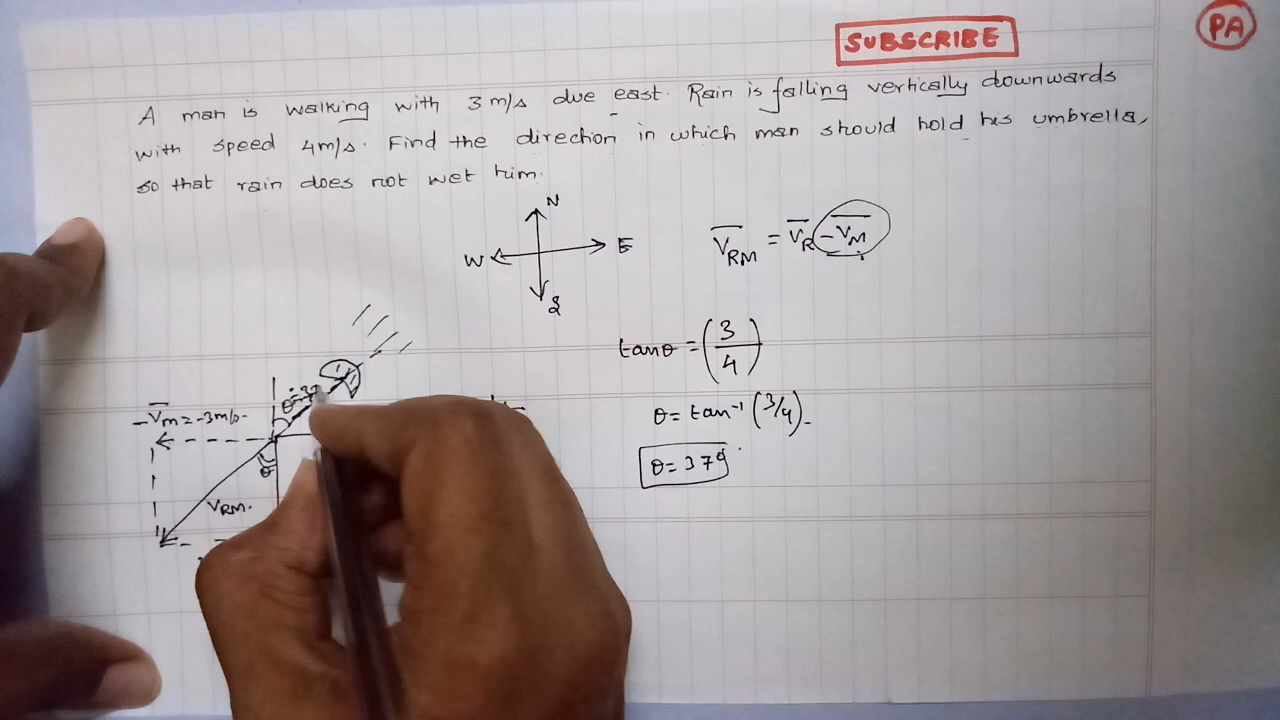 PA
SUBSCRIBE
A man is walking with 3 m/s due east. Rain is falling vertically downwards
with speed 4m/s. Find the direction in which man should hold his umbrella,
so that rain does not wet him.
N
W E
S
V̅RM = V̅R - V̅M
tanθ = (3/4)
θ = tan⁻¹ (3/4)
θ = 37°
-V̅m = -3m/s
θ
VRM.